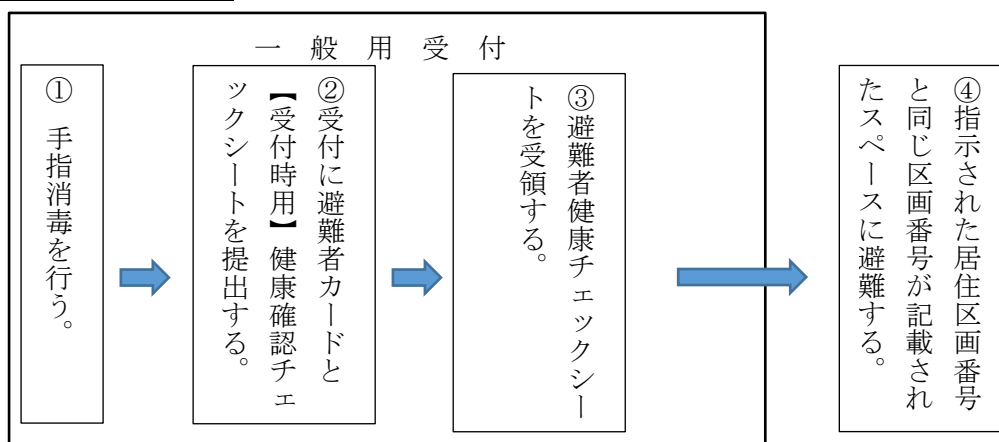 一般用受付
① 手指消毒を行う。
②受付に避難者カードと
【受付時用】健康確認チェ
ックシートを提出する。
③避難者健康チェックシー
トを受領する。
④指示された居住区画番号
と同じ区画番号が記載され
たスペースに避難する。